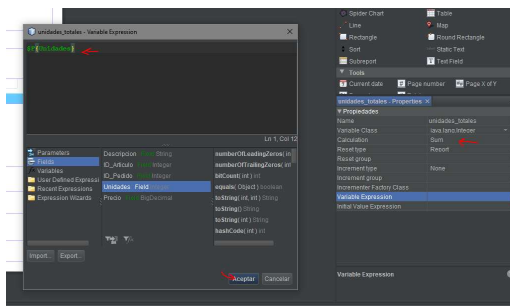 unidades_totales - Variable Expression
$F{Unidades}
Ln 1, Col 12
Parameters
Fields
Variables
User Defined Expressi
Recent Expressions
Expression Wizards
Descripcion Field String
ID_Articulo Field Integer
ID_Pedido Field Integer
Unidades Field Integer
Precio Field BigDecimal
numberOfLeadingZeros( int
numberOfTrailingZeros( int
bitCount( int ) int
equals( Object ) boolean
toString( int, int ) String
toString() String
toString( int ) String
hashCode( int ) int
Import... Export...
Aceptar Cancelar
Spider Chart Table
Line Map
Rectangle Round Rectangle
Sort Static Text
Subreport Text Field
Tools
Current date Page number Page X of Y
unidades_totales - Properties
Propiedades
Name unidades_totales
Variable Class java.lang.Integer
Calculation Sum
Reset type Report
Reset group
Increment type None
Increment group
Incrementer Factory Class
Variable Expression
Initial Value Expression
Variable Expression